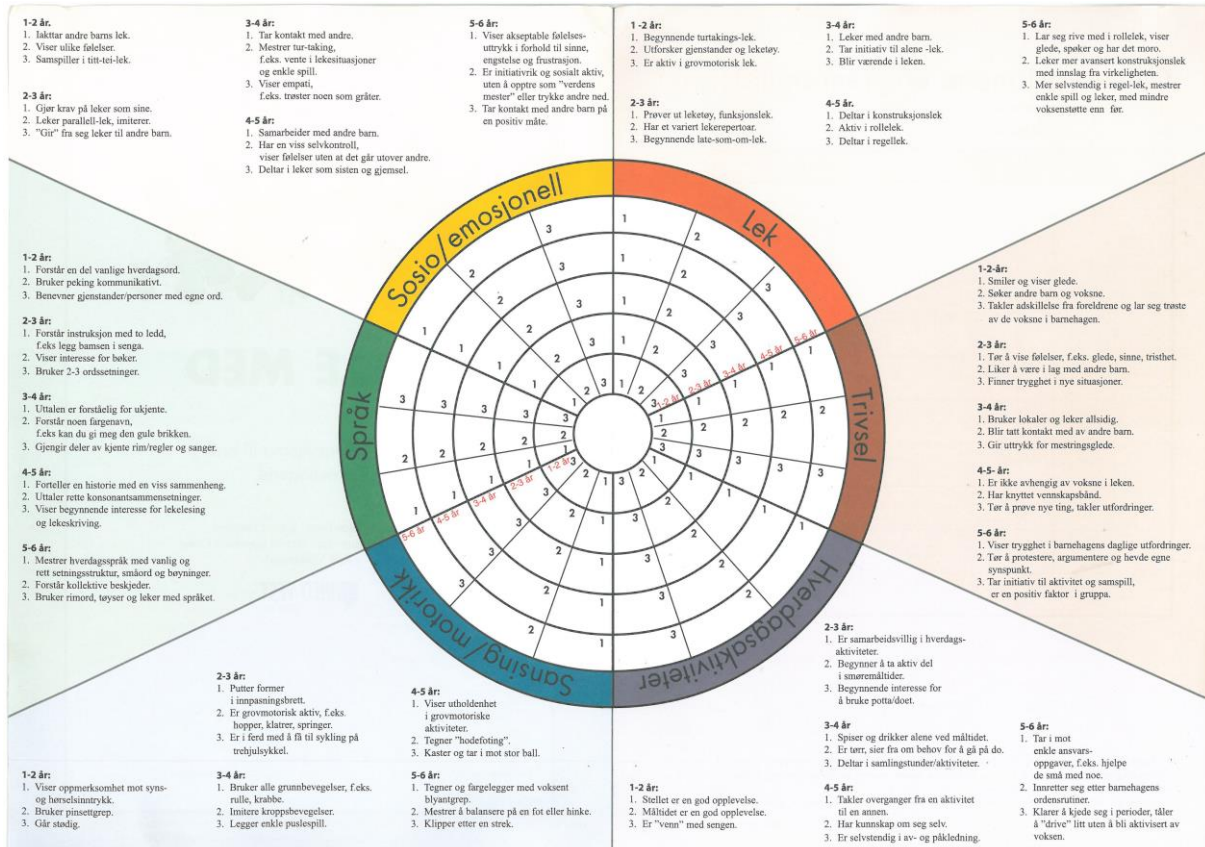 1-2 år.
1. Iakttar andre barns lek.
2. Viser ulike følelser.
3. Samspiller i titt-tei-lek.
2-3 år:
1. Gjør krav på leker som sine.
2. Leker parallell-lek, imiterer.
3. "Gir" fra seg leker til andre barn.
3-4 år:
1. Tar kontakt med andre.
2. Mestrer tur-taking,
f.eks. vente i lekesituasjoner
og enkle spill.
3. Viser empati,
f.eks. trøster noen som gråter.
4-5 år:
1. Samarbeider med andre barn.
2. Har en viss selvkontroll,
viser følelser uten at det går utover andre.
3. Deltar i leker som sisten og gjemsel.
5-6 år:
1. Viser akseptable følelses-
uttrykk i forhold til sinne,
engstelse og frustrasjon.
2. Er initiativrik og sosialt aktiv,
uten å opptre som "verdens
mester" eller trykke andre ned.
3. Tar kontakt med andre barn på
en positiv måte.
1 -2 år:
1. Begynnende turtakings-lek.
2. Utforsker gjenstander og leketøy.
3. Er aktiv i grovmotorisk lek.
2-3 år:
1. Prøver ut leketøy, funksjonslek.
2. Har et variert lekerepertoar.
3. Begynnende late-som-om-lek.
3-4 år:
1. Leker med andre barn.
2. Tar initiativ til alene -lek.
3. Blir værende i leken.
4-5 år.
1. Deltar i konstruksjonslek
2. Aktiv i rollelek.
3. Deltar i regellek.
5-6 år:
1. Lar seg rive med i rollelek, viser
glede, spøker og har det moro.
2. Leker mer avansert konstruksjonslek
med innslag fra virkeligheten.
3. Mer selvstendig i regel-lek, mestrer
enkle spill og leker, med mindre
voksenstøtte enn før.
Sosio/emosjonell
Lek
Språk
Trivsel
Sansing/motorikk
Hverdagsaktiviteter
1-2 år
2-3 år
3-4 år
4-5 år
5-6 år
1-2 år
2-3 år
3-4 år
4-5 år
5-6 år
1-2 år:
1. Forstår en del vanlige hverdagsord.
2. Bruker peking kommunikativt.
3. Benevner gjenstander/personer med egne ord.
2-3 år:
1. Forstår instruksjon med to ledd,
f.eks legg bamsen i senga.
2. Viser interesse for bøker.
3. Bruker 2-3 ordssetninger.
3-4 år:
1. Uttalen er forståelig for ukjente.
2. Forstår noen fargenavn,
f.eks kan du gi meg den gule brikken.
3. Gjengir deler av kjente rim/regler og sanger.
4-5 år:
1. Forteller en historie med en viss sammenheng.
2. Uttaler rette konsonantsammensetninger.
3. Viser begynnende interesse for lekelesing
og lekeskriving.
5-6 år:
1. Mestrer hverdagsspråk med vanlig og
rett setningsstruktur, småord og bøyninger.
2. Forstår kollektive beskjeder.
3. Bruker rimord, tøyser og leker med språket.
1-2-år:
1. Smiler og viser glede.
2. Søker andre barn og voksne.
3. Takler adskillelse fra foreldrene og lar seg trøste
av de voksne i barnehagen.
2-3 år:
1. Tør å vise følelser, f.eks. glede, sinne, tristhet.
2. Liker å være i lag med andre barn.
3. Finner trygghet i nye situasjoner.
3-4 år:
1. Bruker lokaler og leker allsidig.
2. Blir tatt kontakt med av andre barn.
3. Gir uttrykk for mestringsglede.
4-5- år:
1. Er ikke avhengig av voksne i leken.
2. Har knyttet vennskapsbånd.
3. Tør å prøve nye ting, takler utfordringer.
5-6 år:
1. Viser trygghet i barnehagens daglige utfordringer.
2. Tør å protestere, argumentere og hevde egne
synspunkt.
3. Tar initiativ til aktivitet og samspill,
er en positiv faktor i gruppa.
1-2 år:
1. Viser oppmerksomhet mot syns-
og hørselsinntrykk.
2. Bruker pinsettgrep.
3. Går stødig.
2-3 år:
1. Putter former
i innpasningsbrett.
2. Er grovmotorisk aktiv, f.eks.
hopper, klatrer, springer.
3. Er i ferd med å få til sykling på
trehjulsykkel.
3-4 år:
1. Bruker alle grunnbevegelser, f.eks.
rulle, krabbe.
2. Imitere kroppsbevegelser.
3. Legger enkle puslespill.
4-5 år:
1. Viser utholdenhet
i grovmotoriske
aktiviteter.
2. Tegner "hodefoting".
3. Kaster og tar i mot stor ball.
5-6 år:
1. Tegner og fargelegger med voksent
blyantgrep.
2. Mestrer å balansere på en fot eller hinke.
3. Klipper etter en strek.
1-2 år:
1. Stellet er en god opplevelse.
2. Måltidet er en god opplevelse.
3. Er "venn" med sengen.
2-3 år:
1. Er samarbeidsvillig i hverdags-
aktiviteter.
2. Begynner å ta aktiv del
i smøremåltider.
3. Begynnende interesse for
å bruke potta/doet.
3-4 år
1. Spiser og drikker alene ved måltidet.
2. Er tørr, sier fra om behov for å gå på do.
3. Deltar i samlingstunder/aktiviteter.
4-5 år:
1. Takler overganger fra en aktivitet
til en annen.
2. Har kunnskap om seg selv.
3. Er selvstendig i av- og påkledning.
5-6 år:
1. Tar i mot
enkle ansvars-
oppgaver, f.eks. hjelpe
de små med noe.
2. Innretter seg etter barnehagens
ordensrutiner.
3. Klarer å kjede seg i perioder, tåler
å "drive" litt uten å bli aktivisert av
voksen.